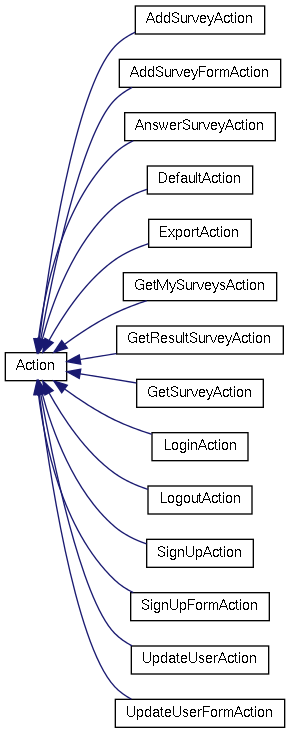 AddSurveyAction
AddSurveyFormAction
AnswerSurveyAction
DefaultAction
ExportAction
GetMySurveysAction
GetResultSurveyAction
Action
GetSurveyAction
LoginAction
LogoutAction
SignUpAction
SignUpFormAction
UpdateUserAction
UpdateUserFormAction